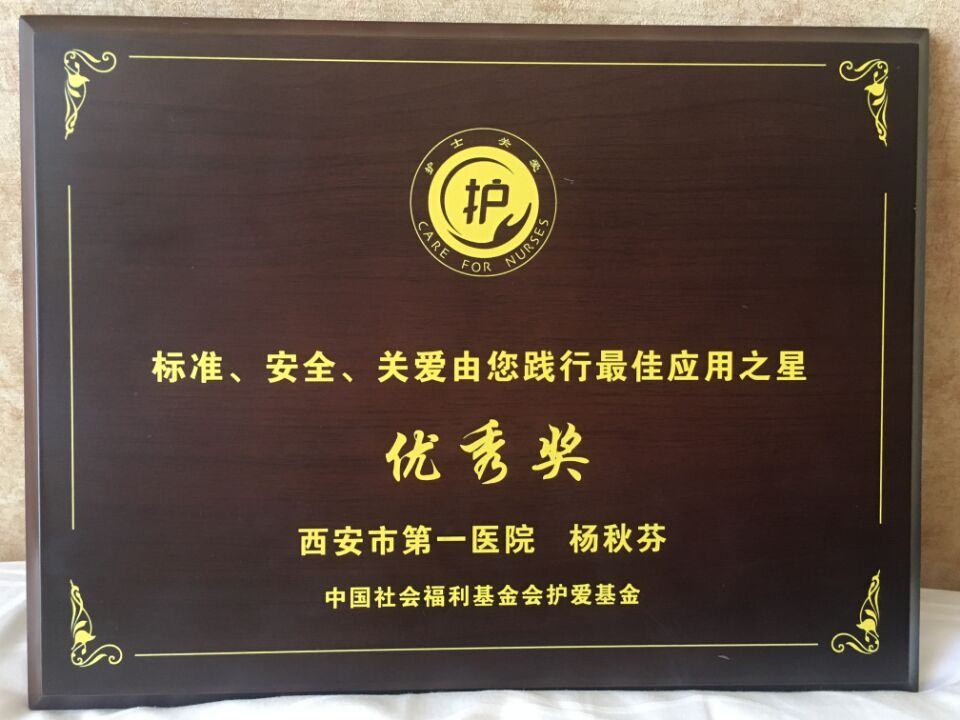 护士关爱
护
CARE FOR NURSES
标准、安全、关爱由您践行最佳应用之星
优秀奖
西安市第一医院 杨秋芬
中国社会福利基金会护爱基金